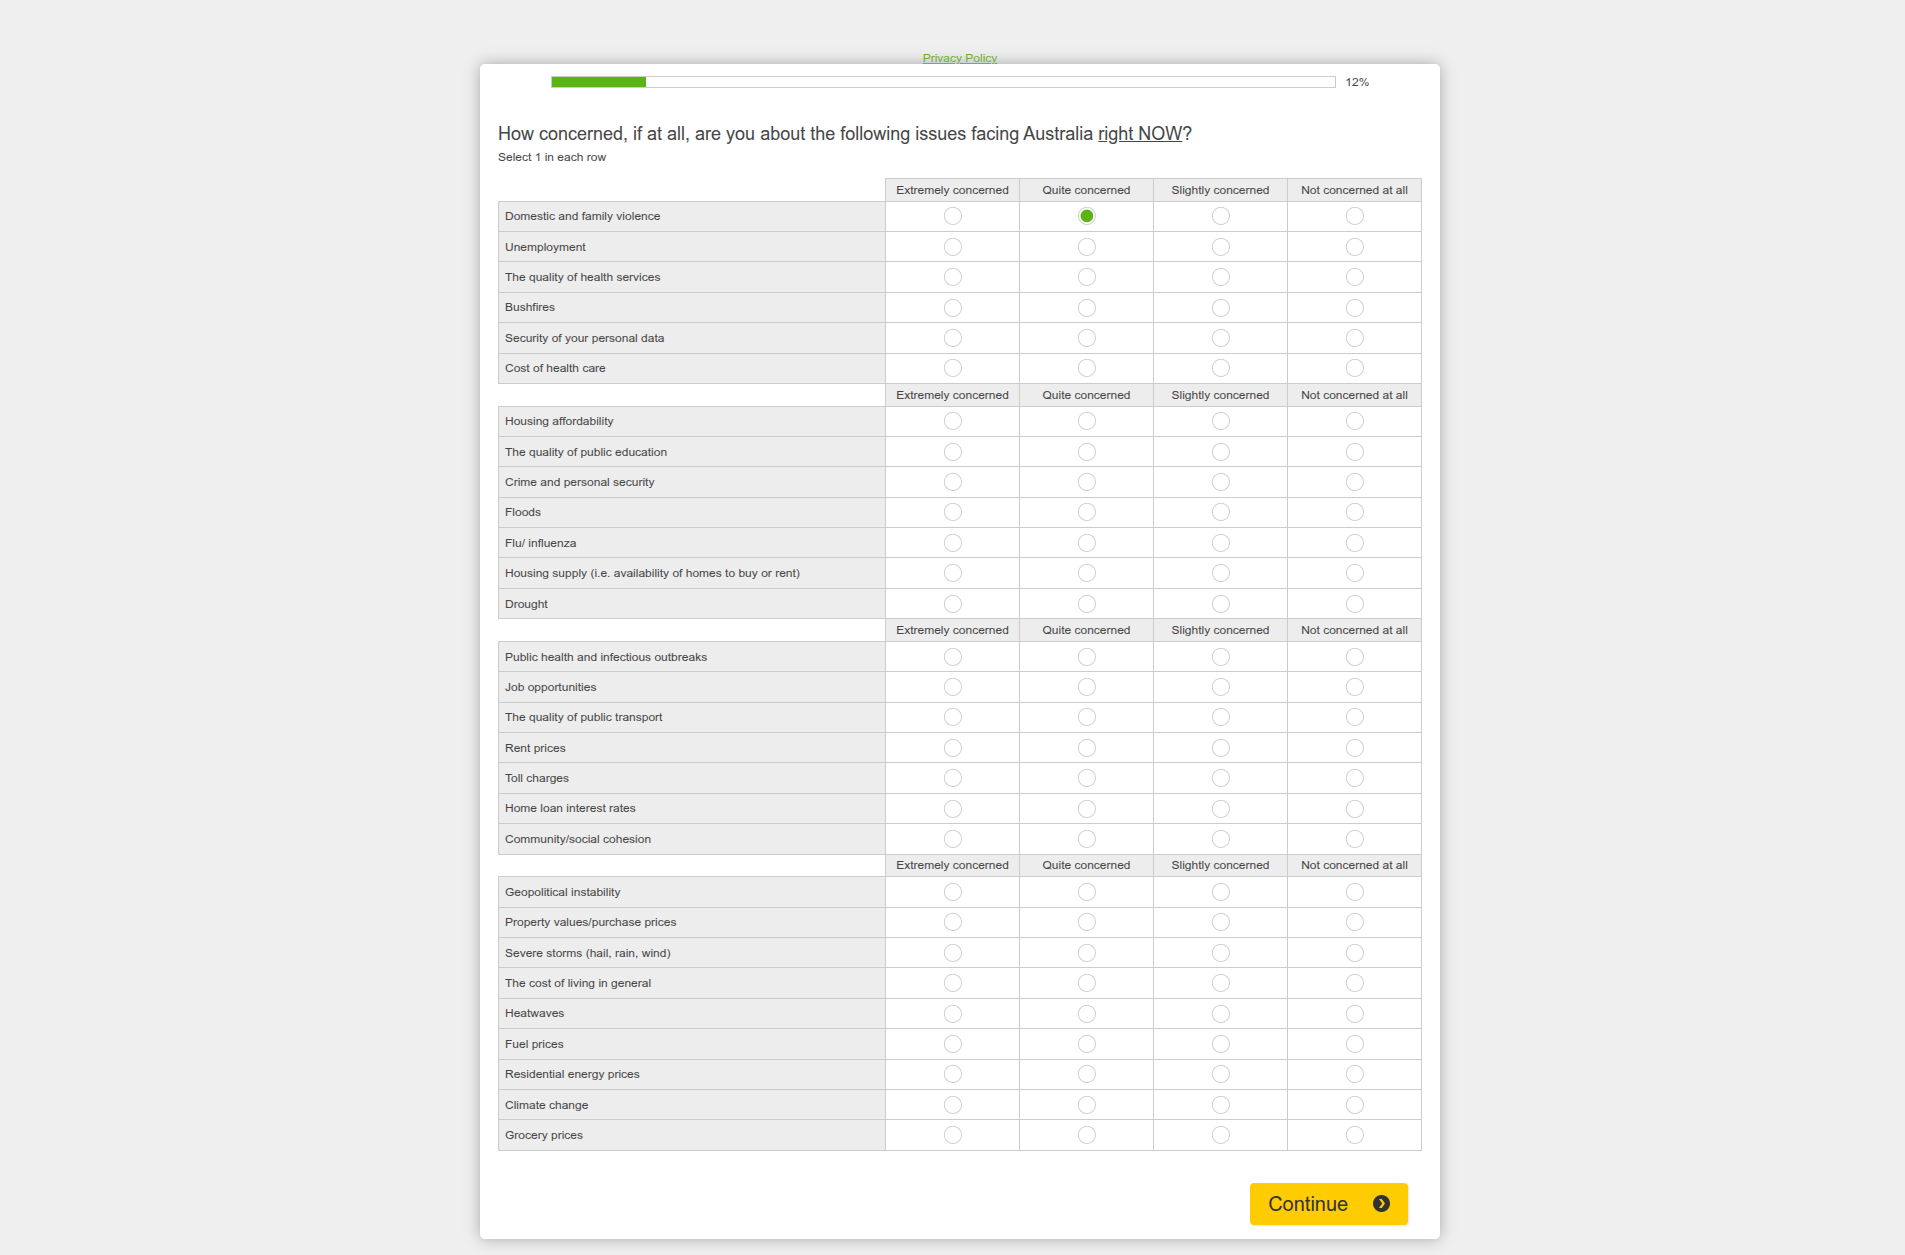 Privacy Policy
12%
How concerned, if at all, are you about the following issues facing Australia right NOW?
Select 1 in each row
Extremely concerned Quite concerned Slightly concerned Not concerned at all
Domestic and family violence
Unemployment
The quality of health services
Bushfires
Security of your personal data
Cost of health care
Extremely concerned Quite concerned Slightly concerned Not concerned at all
Housing affordability
The quality of public education
Crime and personal security
Floods
Flu/ influenza
Housing supply (i.e. availability of homes to buy or rent)
Drought
Extremely concerned Quite concerned Slightly concerned Not concerned at all
Public health and infectious outbreaks
Job opportunities
The quality of public transport
Rent prices
Toll charges
Home loan interest rates
Community/social cohesion
Extremely concerned Quite concerned Slightly concerned Not concerned at all
Geopolitical instability
Property values/purchase prices
Severe storms (hail, rain, wind)
The cost of living in general
Heatwaves
Fuel prices
Residential energy prices
Climate change
Grocery prices
Continue